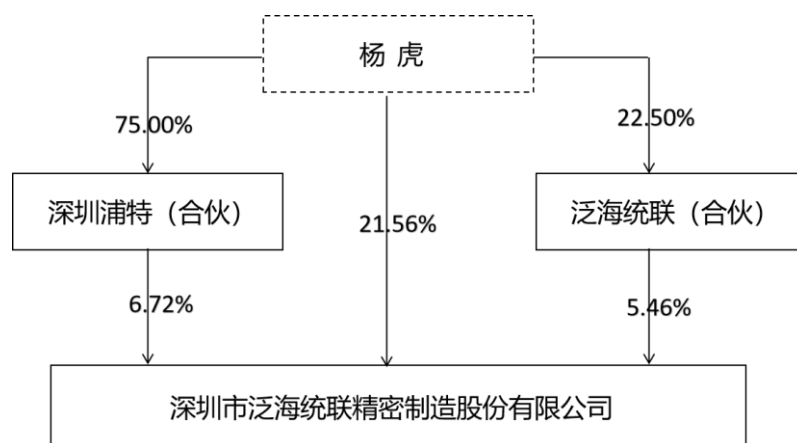 杨 虎
75.00%
22.50%
深圳浦特（合伙）
21.56%
泛海统联（合伙）
6.72%
5.46%
深圳市泛海统联精密制造股份有限公司